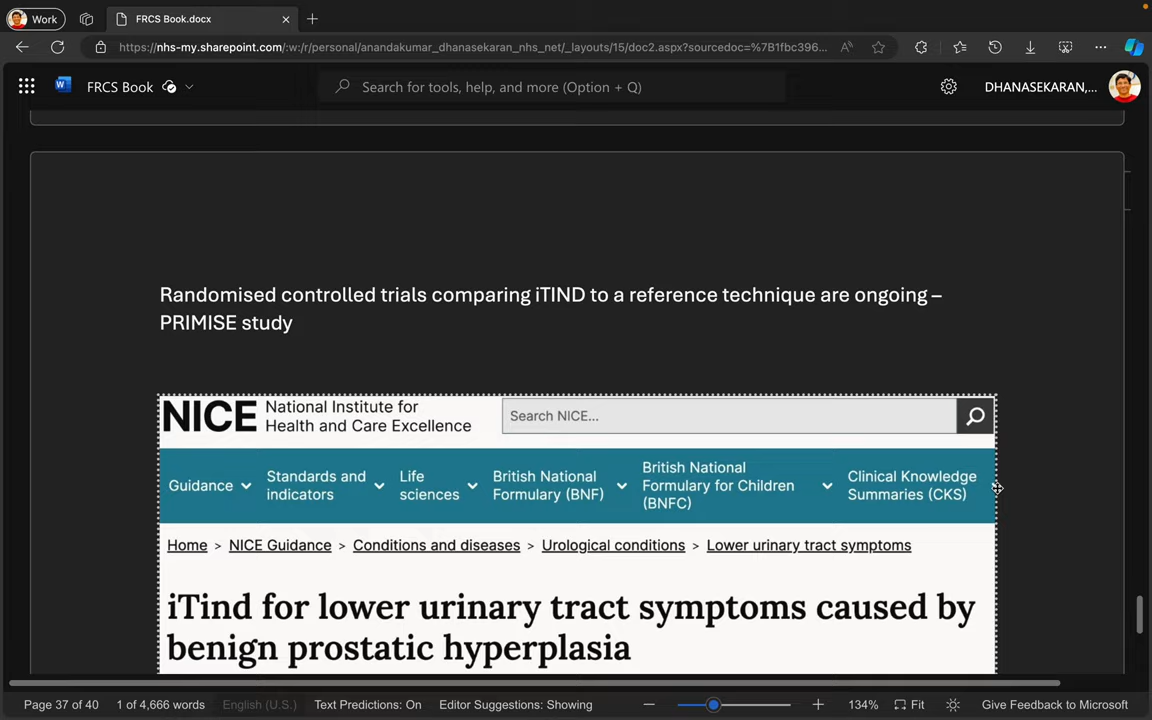 Work
FRCS Book.docx
https://nhs-my.sharepoint.com/:w:/r/personal/anandakumar_dhanasekaran_nhs_net/_layouts/15/doc2.aspx?sourcedoc=%7B1fbc396...
FRCS Book
Search for tools, help, and more (Option + Q)
DHANASEKARAN,...
Randomised controlled trials comparing iTIND to a reference technique are ongoing –
PRIMISE study
NICE National Institute for
Health and Care Excellence
Search NICE...
Guidance
Standards and
indicators
Life
sciences
British National
Formulary (BNF)
British National
Formulary for Children
(BNFC)
Clinical Knowledge
Summaries (CKS)
Home > NICE Guidance > Conditions and diseases > Urological conditions > Lower urinary tract symptoms
iTind for lower urinary tract symptoms caused by
benign prostatic hyperplasia
Page 37 of 40 1 of 4,666 words English (U.S.) Text Predictions: On Editor Suggestions: Showing 134% Fit Give Feedback to Microsoft